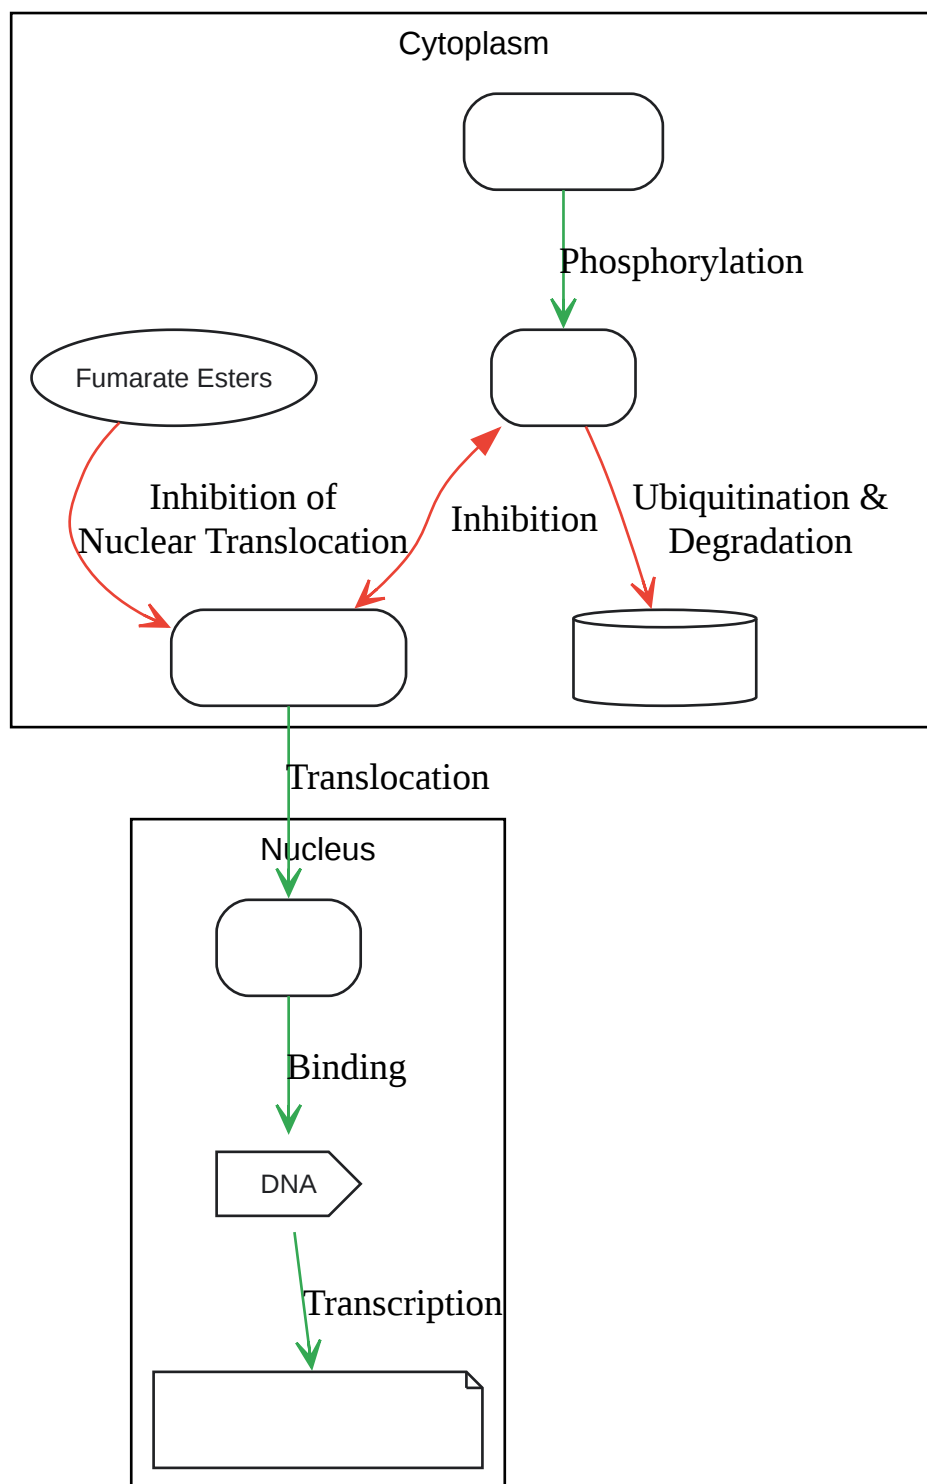 Cytoplasm
Phosphorylation
Fumarate Esters
Inhibition of
Nuclear Translocation
Inhibition
Ubiquitination &
Degradation
Translocation
Nucleus
Binding
DNA
Transcription